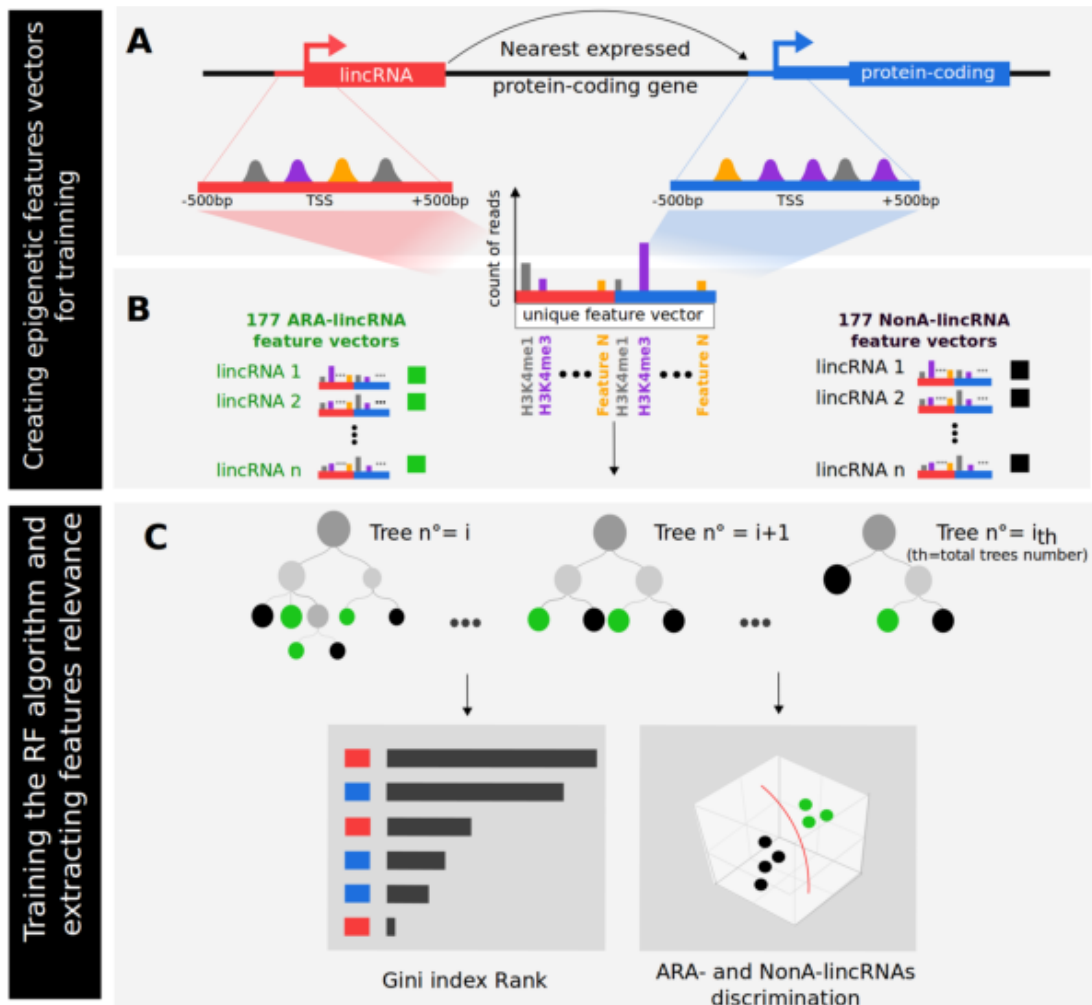 Creating epigenetic features vectors
for trainning
A
Nearest expressed
protein-coding gene
lincRNA
protein-coding
-500bp TSS +500bp
-500bp TSS +500bp
count of reads
unique feature vector
H3K4me1
H3K4me3
Feature N
H3K4me1
H3K4me3
Feature N
B
177 ARA-lincRNA
feature vectors
lincRNA 1
lincRNA 2
lincRNA n
177 NonA-lincRNA
feature vectors
lincRNA 1
lincRNA 2
lincRNA n
Training the RF algorithm and
extracting features relevance
C
Tree n°= i
Tree n° = i+1
Tree n°= ith
(th=total trees number)
Gini index Rank
ARA- and NonA-lincRNAs
discrimination